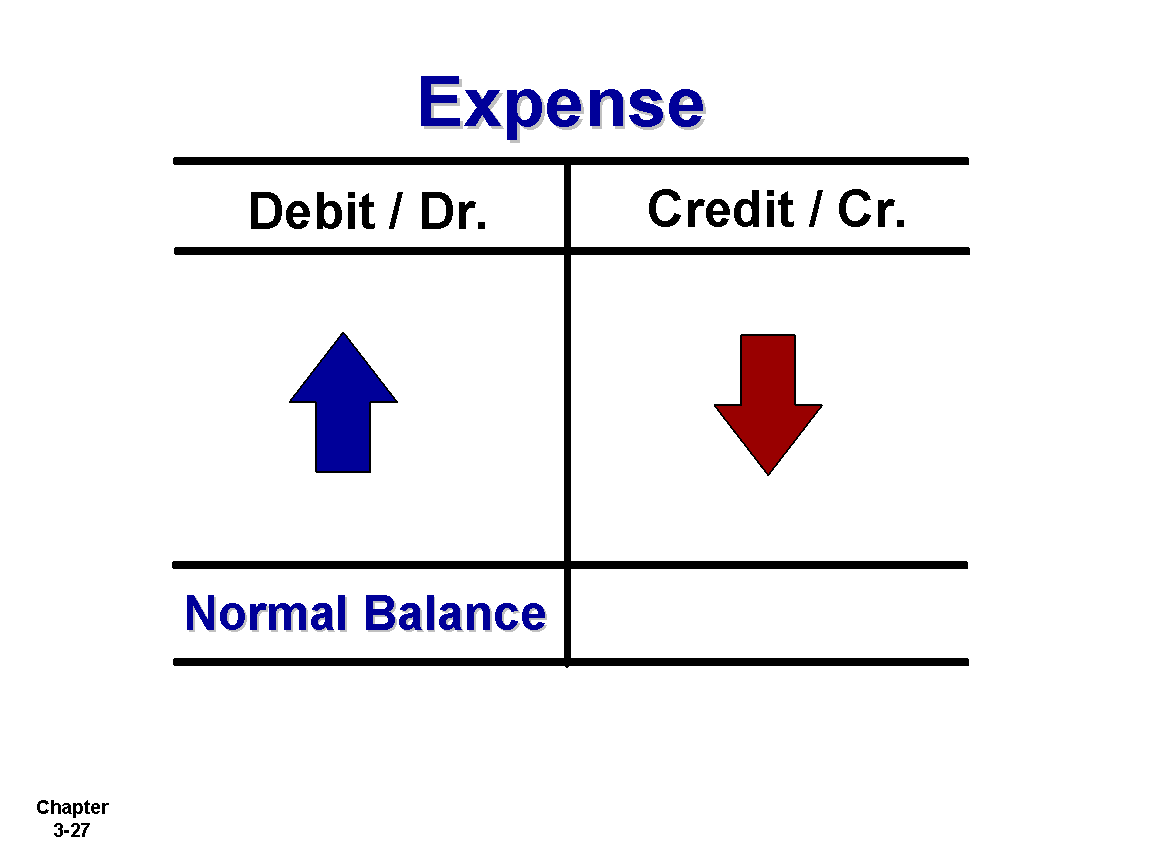 Expense
Debit / Dr.
Credit / Cr.
Normal Balance
Chapter
3-27